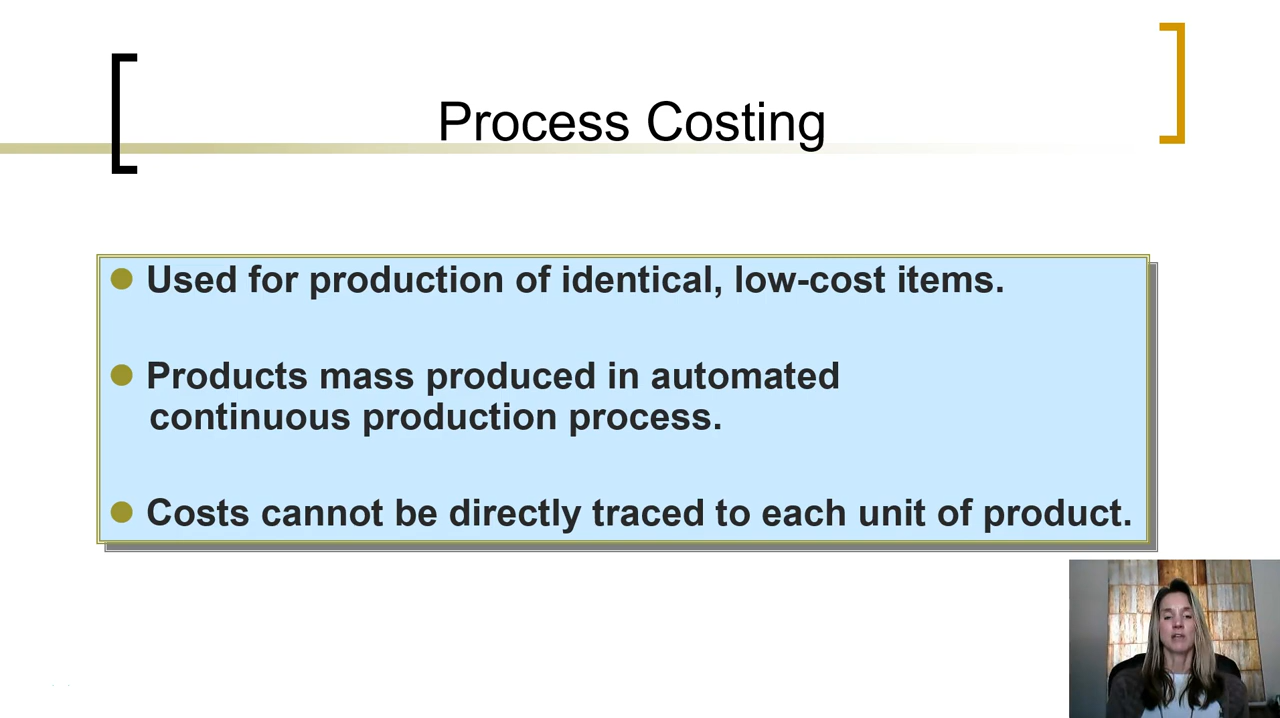 Process Costing
Used for production of identical, low-cost items.
Products mass produced in automated
continuous production process.
Costs cannot be directly traced to each unit of product.